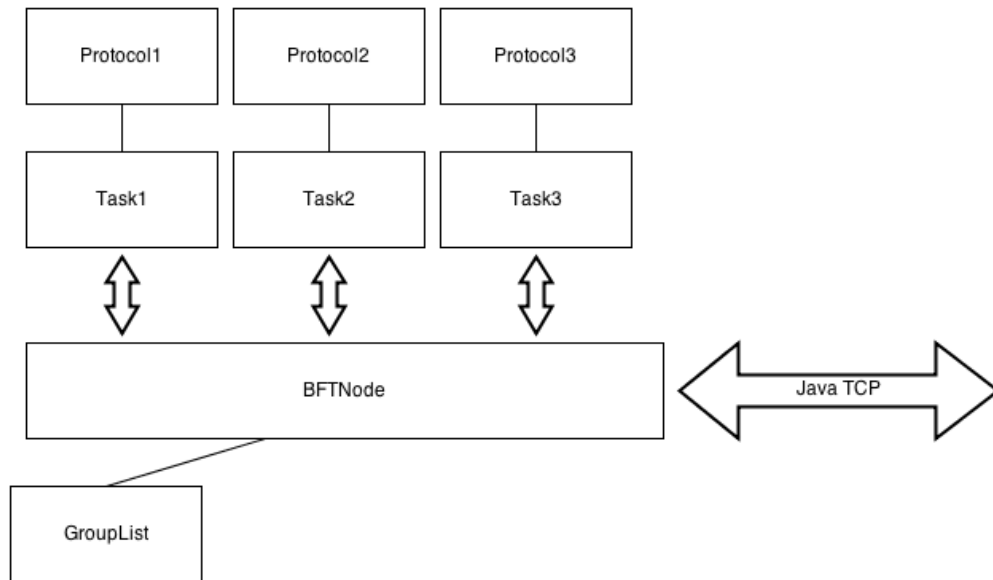 Protocol1
Protocol2
Protocol3
Task1
Task2
Task3
BFTNode
Java TCP
GroupList